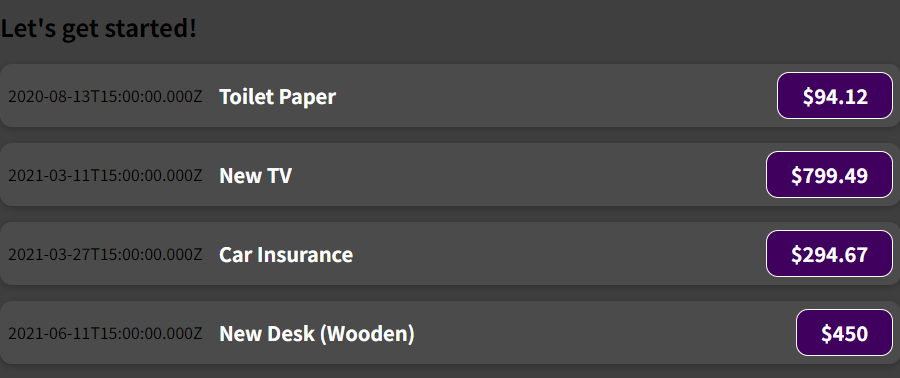 Let's get started!
2020-08-13T15:00:00.000Z Toilet Paper $94.12
2021-03-11T15:00:00.000Z New TV $799.49
2021-03-27T15:00:00.000Z Car Insurance $294.67
2021-06-11T15:00:00.000Z New Desk (Wooden) $450